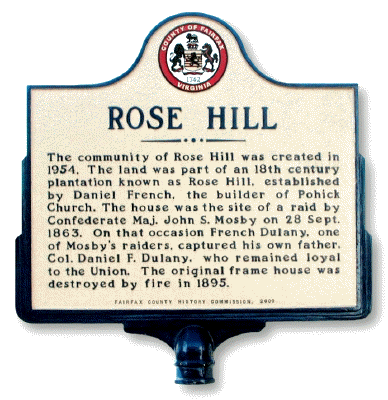 COUNTY OF FAIRFAX
1742
VIRGINIA
ROSE HILL
The community of Rose Hill was created in
1954. The land was part of an 18th century
plantation known as Rose Hill, established
by Daniel French, the builder of Pohick
Church. The house was the site of a raid by
Confederate Maj. John S. Mosby on 28 Sept.
1863. On that occasion French Dulany, one
of Mosby's raiders, captured his own father,
Col. Daniel F. Dulany, who remained loyal
to the Union. The original frame house was
destroyed by fire in 1895.
FAIRFAX COUNTY HISTORY COMMISSION,